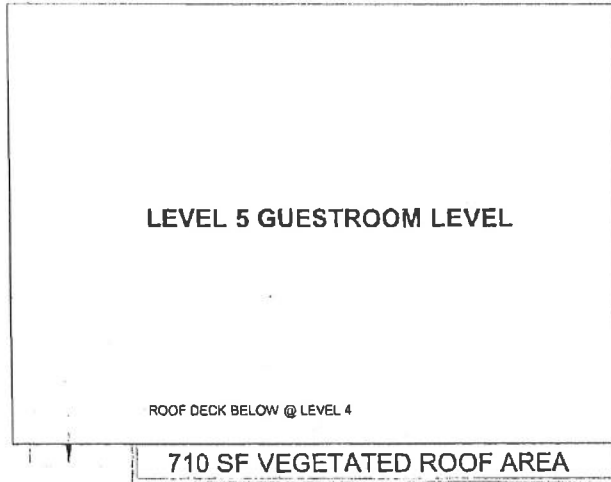 LEVEL 5 GUESTROOM LEVEL
ROOF DECK BELOW @ LEVEL 4
710 SF VEGETATED ROOF AREA